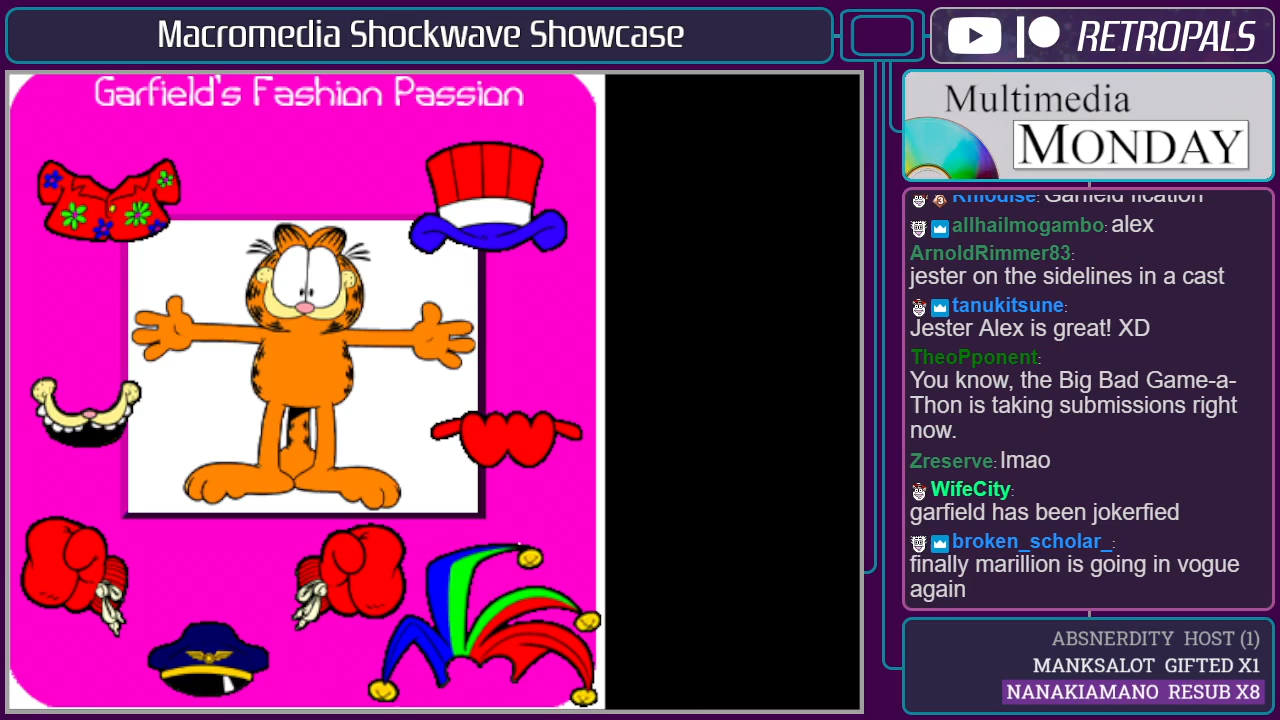 Macromedia Shockwave Showcase
RETROPALS
Garfield's Fashion Passion
Multimedia
MONDAY
Rmodise: Garfield fication
allhailmogambo: alex
ArnoldRimmer83:
jester on the sidelines in a cast
tanukitsune:
Jester Alex is great! XD
TheoPponent:
You know, the Big Bad Game-a-
Thon is taking submissions right
now.
Zreserve: lmao
WifeCity:
garfield has been jokerfied
broken_scholar_:
finally marillion is going in vogue
again
ABSNERDITY HOST (1)
MANKSALOT GIFTED X1
NANAKIAMANO RESUB X8